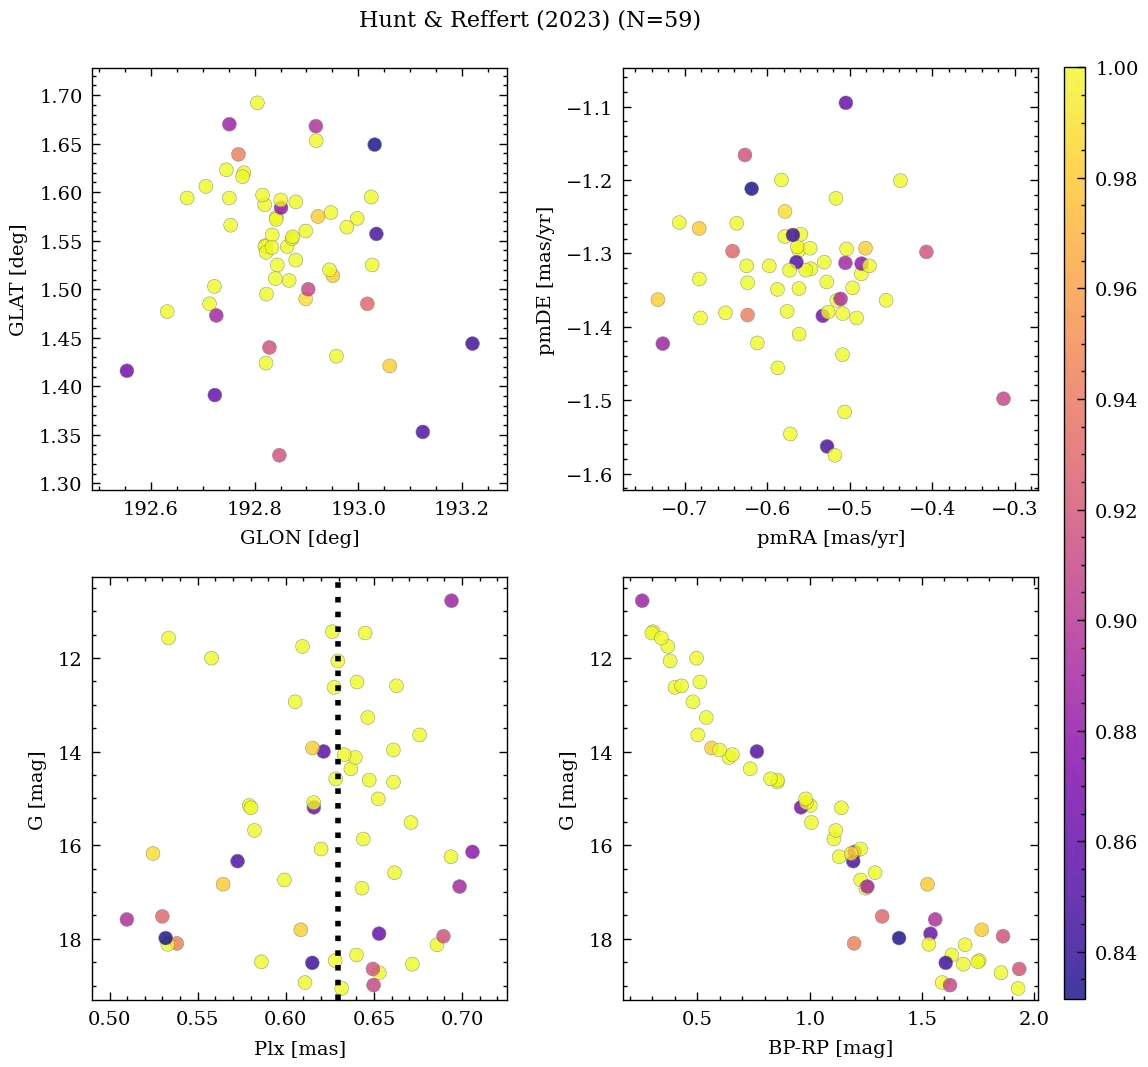 Hunt & Reffert (2023) (N=59)
1.70
1.65
1.60
1.55
1.50
1.45
1.40
1.35
1.30
GLAT [deg]
192.6 192.8 193.0 193.2
GLON [deg]
−1.1
−1.2
−1.3
−1.4
−1.5
−1.6
pmDE [mas/yr]
−0.7 −0.6 −0.5 −0.4 −0.3
pmRA [mas/yr]
12
14
16
18
G [mag]
0.50 0.55 0.60 0.65 0.70
Plx [mas]
12
14
16
18
G [mag]
0.5 1.0 1.5 2.0
BP-RP [mag]
1.00
0.98
0.96
0.94
0.92
0.90
0.88
0.86
0.84